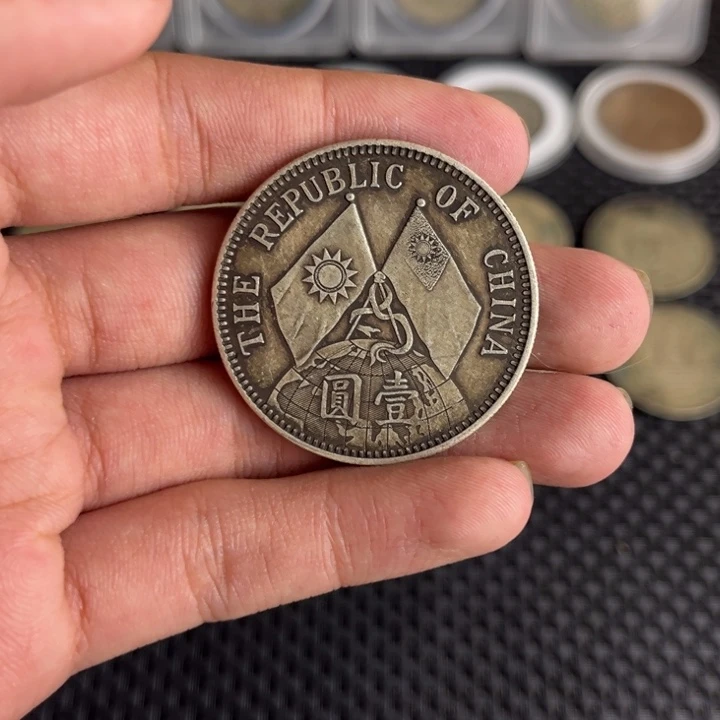 THE REPUBLIC OF CHINA
圓壹